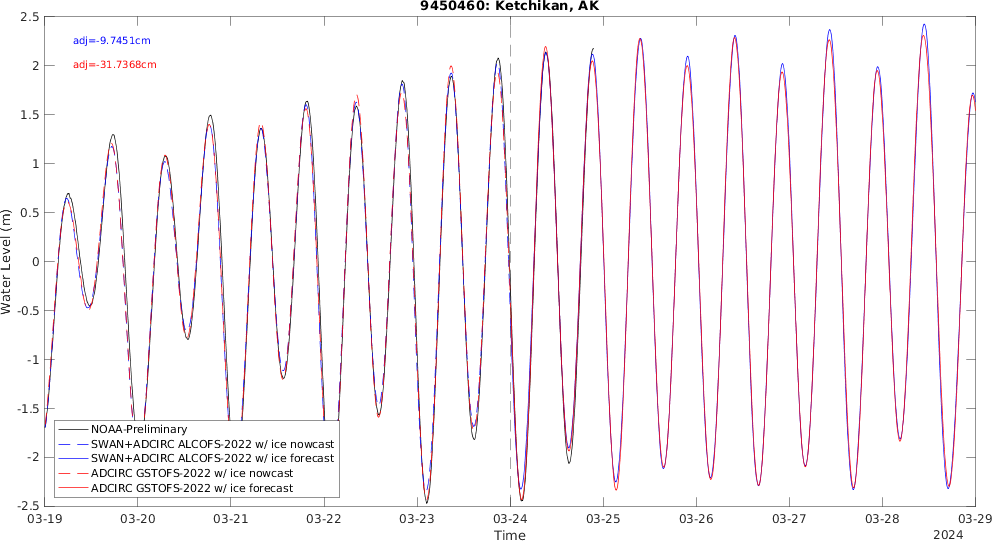 9450460: Ketchikan, AK
adj=-9.7451cm
adj=-31.7368cm
2.5
2
1.5
1
0.5
0
-0.5
-1
-1.5
-2
-2.5
Water Level (m)
NOAA-Preliminary
SWAN+ADCIRC ALCOFS-2022 w/ ice nowcast
SWAN+ADCIRC ALCOFS-2022 w/ ice forecast
ADCIRC GSTOFS-2022 w/ ice nowcast
ADCIRC GSTOFS-2022 w/ ice forecast
03-19 03-20 03-21 03-22 03-23 03-24 03-25 03-26 03-27 03-28 03-29
Time
2024